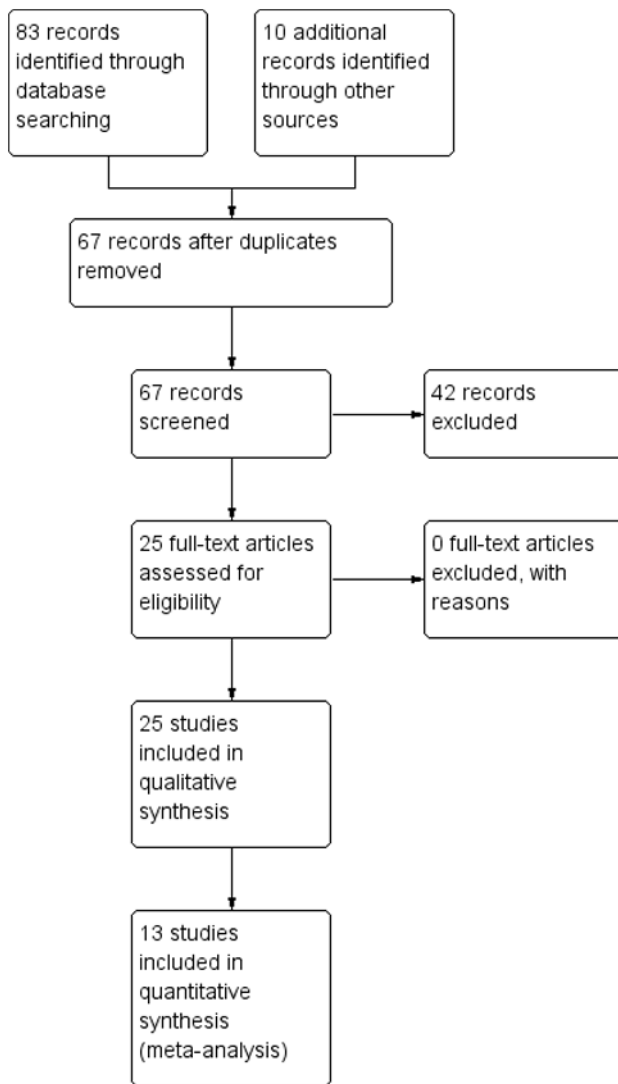 83 records
identified through
database
searching
10 additional
records identified
through other
sources
67 records after duplicates
removed
67 records
screened
42 records
excluded
25 full-text articles
assessed for
eligibility
0 full-text articles
excluded, with
reasons
25 studies
included in
qualitative
synthesis
13 studies
included in
quantitative
synthesis
(meta-analysis)